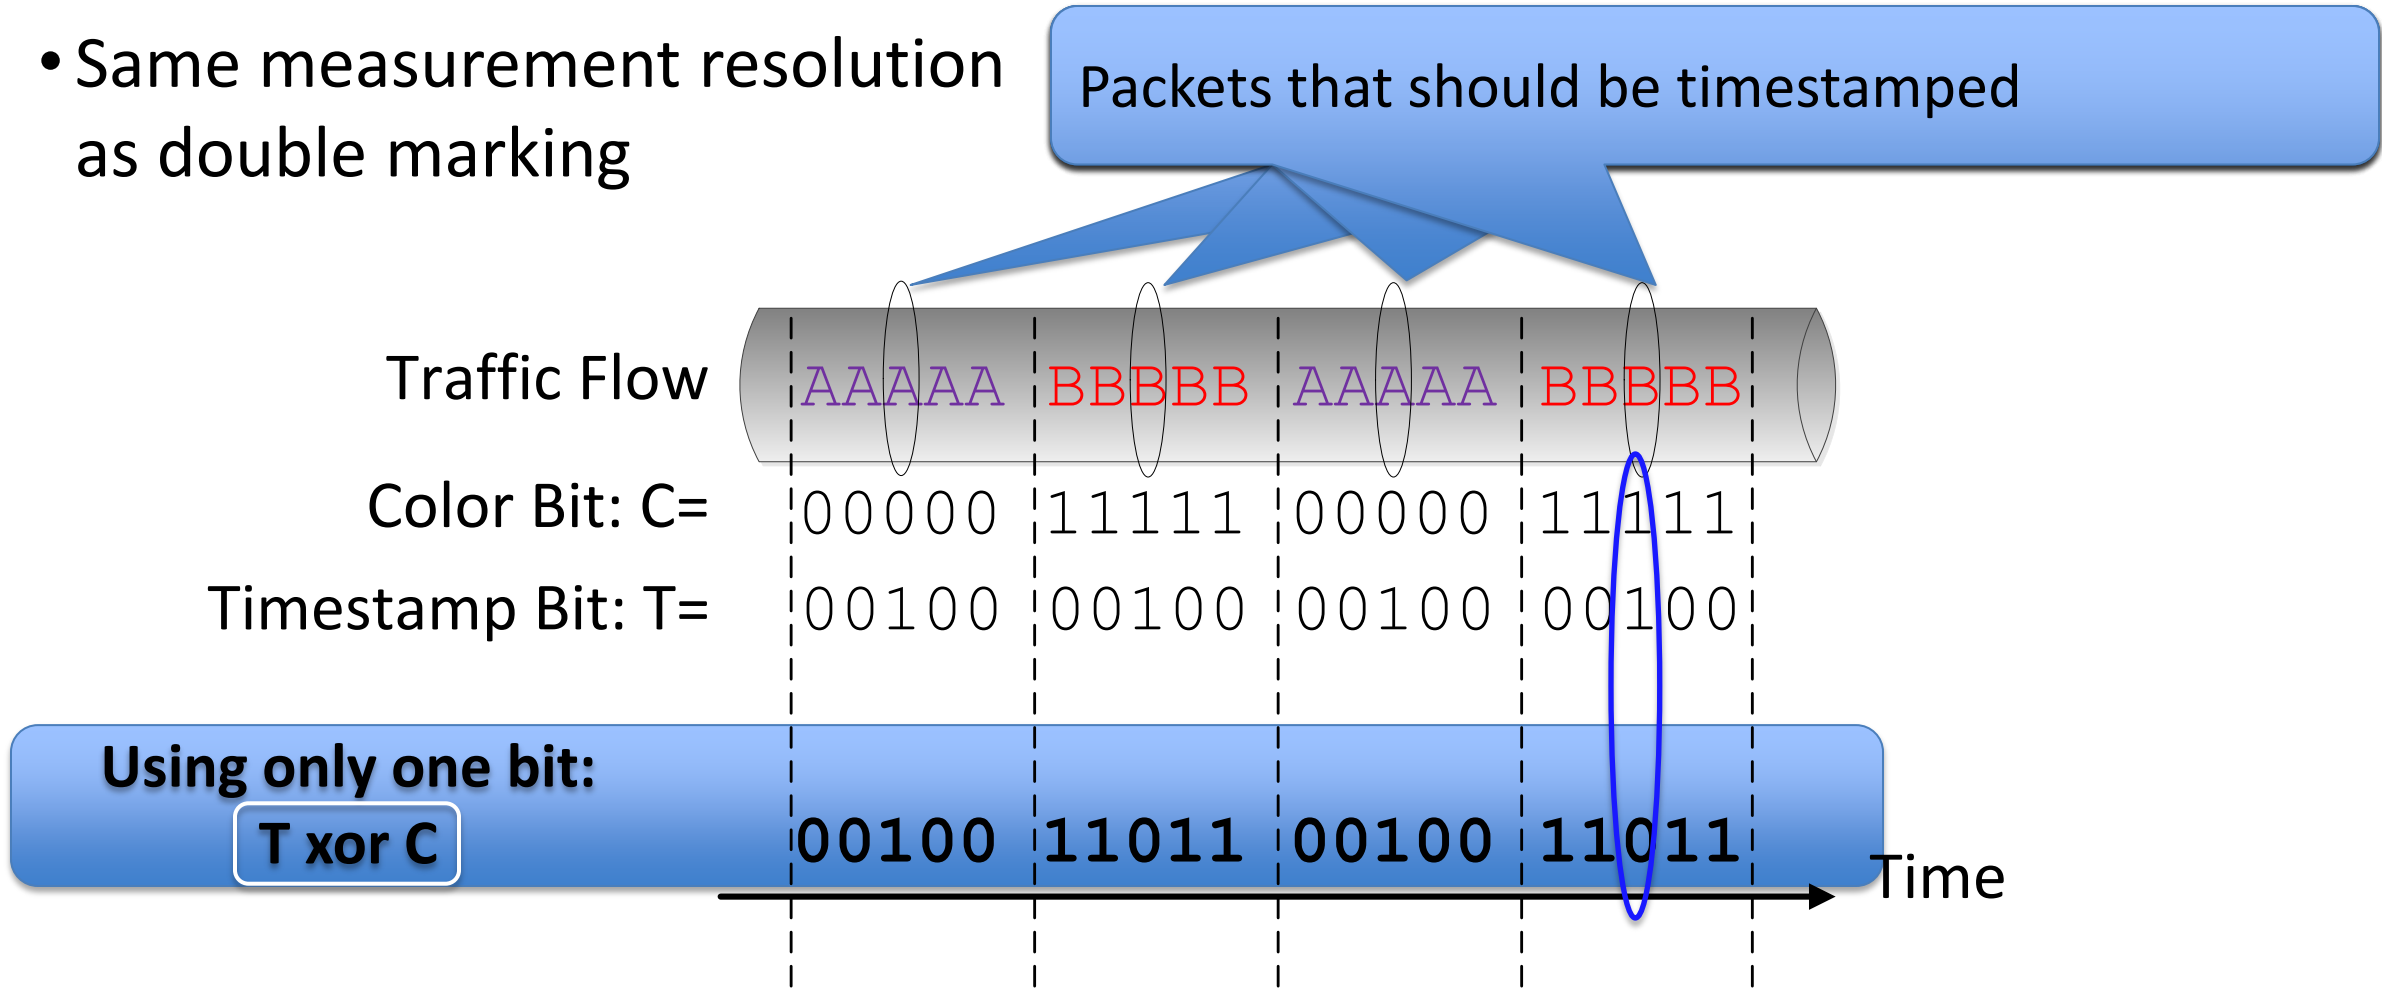 • Same measurement resolution
as double marking
Packets that should be timestamped
Traffic Flow AAAAA BBBBB AAAAA BBBBB
Color Bit: C= 00000 11111 00000 11111
Timestamp Bit: T= 00100 00100 00100 00100
Using only one bit:
T xor C 00100 11011 00100 11011
Time